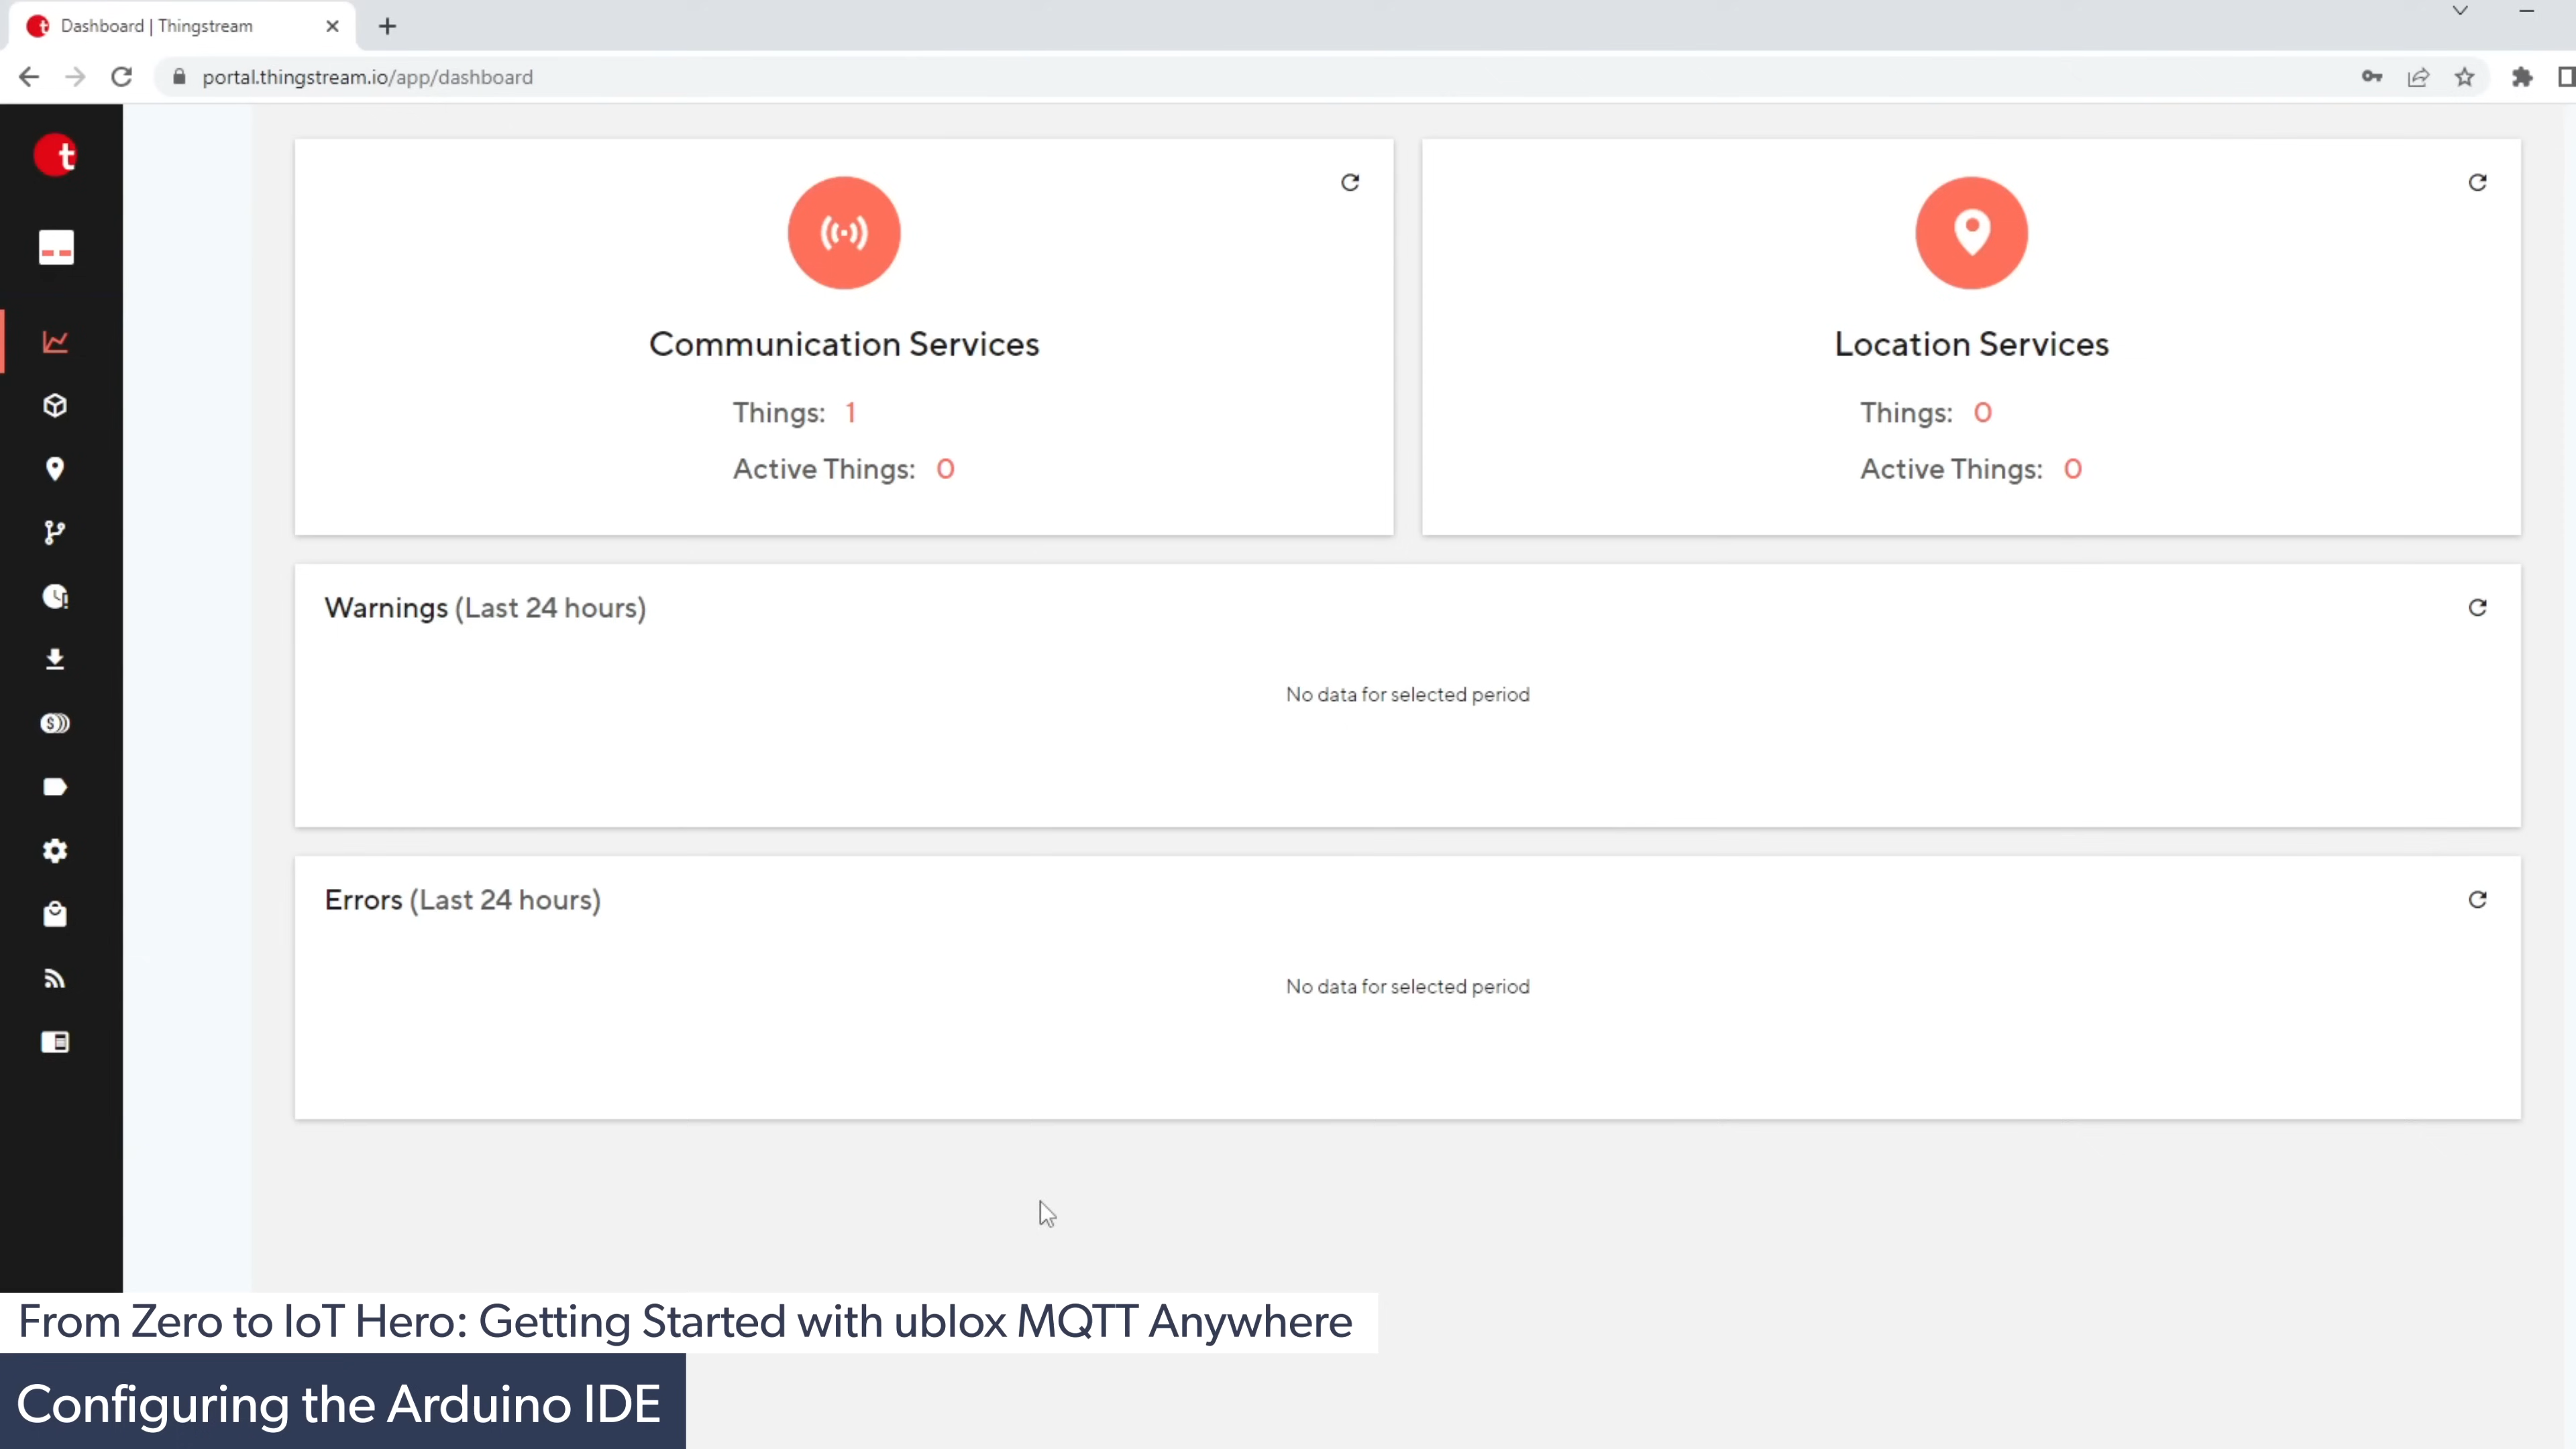 Dashboard | Thingstream
portal.thingstream.io/app/dashboard
t
Communication Services
Things: 1
Active Things: 0
Location Services
Things: 0
Active Things: 0
Warnings (Last 24 hours)
No data for selected period
Errors (Last 24 hours)
No data for selected period
From Zero to IoT Hero: Getting Started with ublox MQTT Anywhere
Configuring the Arduino IDE